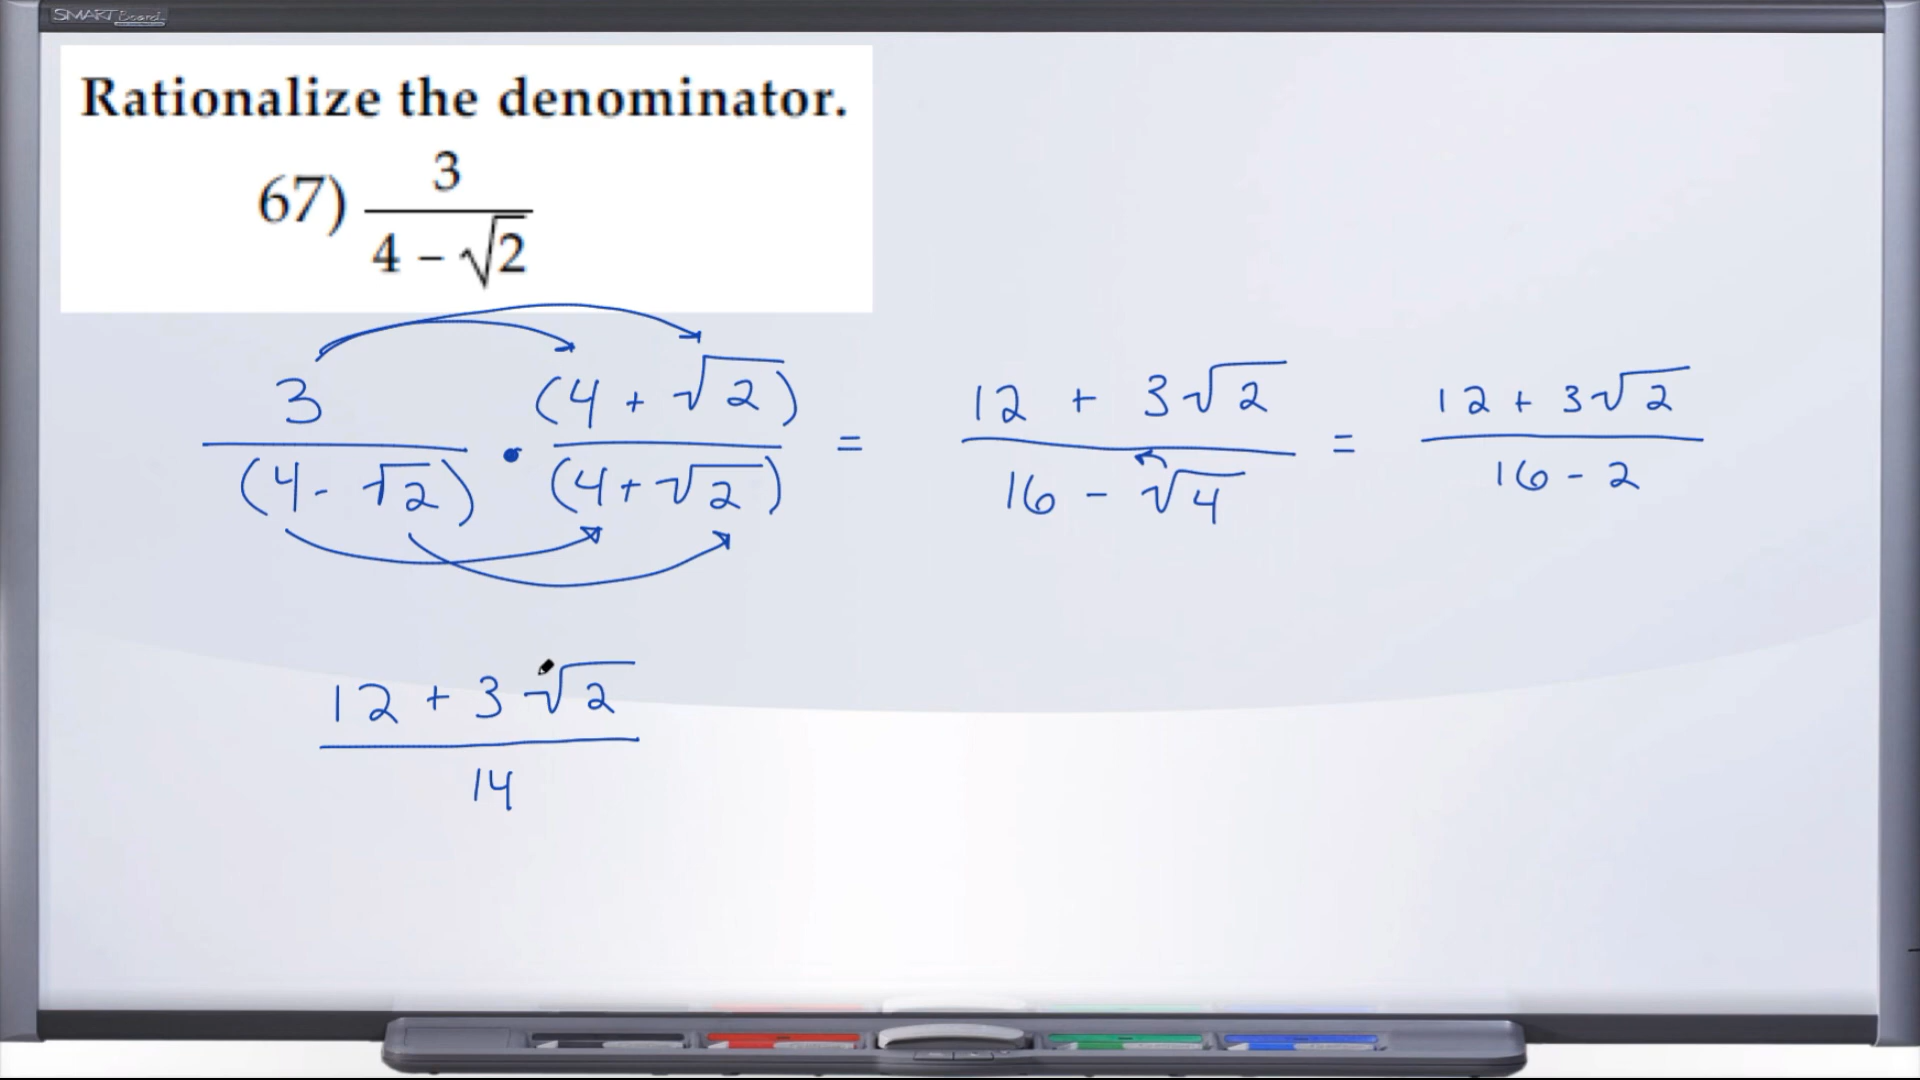 SMART Board
Rationalize the denominator.
67) 3 / (4 − √2)
3 / (4 - √2) • (4 + √2) / (4 + √2) = 12 + 3√2 / 16 - √4 = 12 + 3√2 / 16 - 2
12 + 3√2 / 14